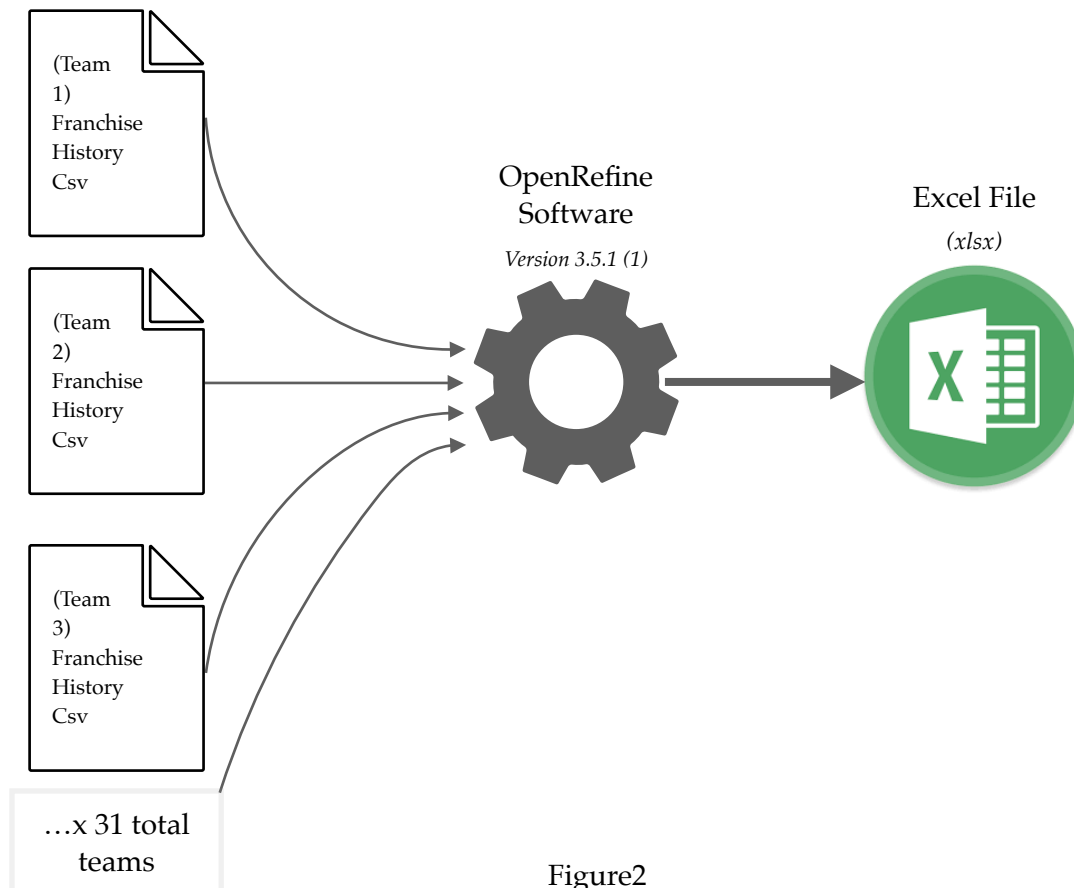 (Team
1)
Franchise
History
Csv
OpenRefine
Software
Version 3.5.1 (1)
Excel File
(xlsx)
X
(Team
2)
Franchise
History
Csv
(Team
3)
Franchise
History
Csv
…x 31 total
teams
Figure2